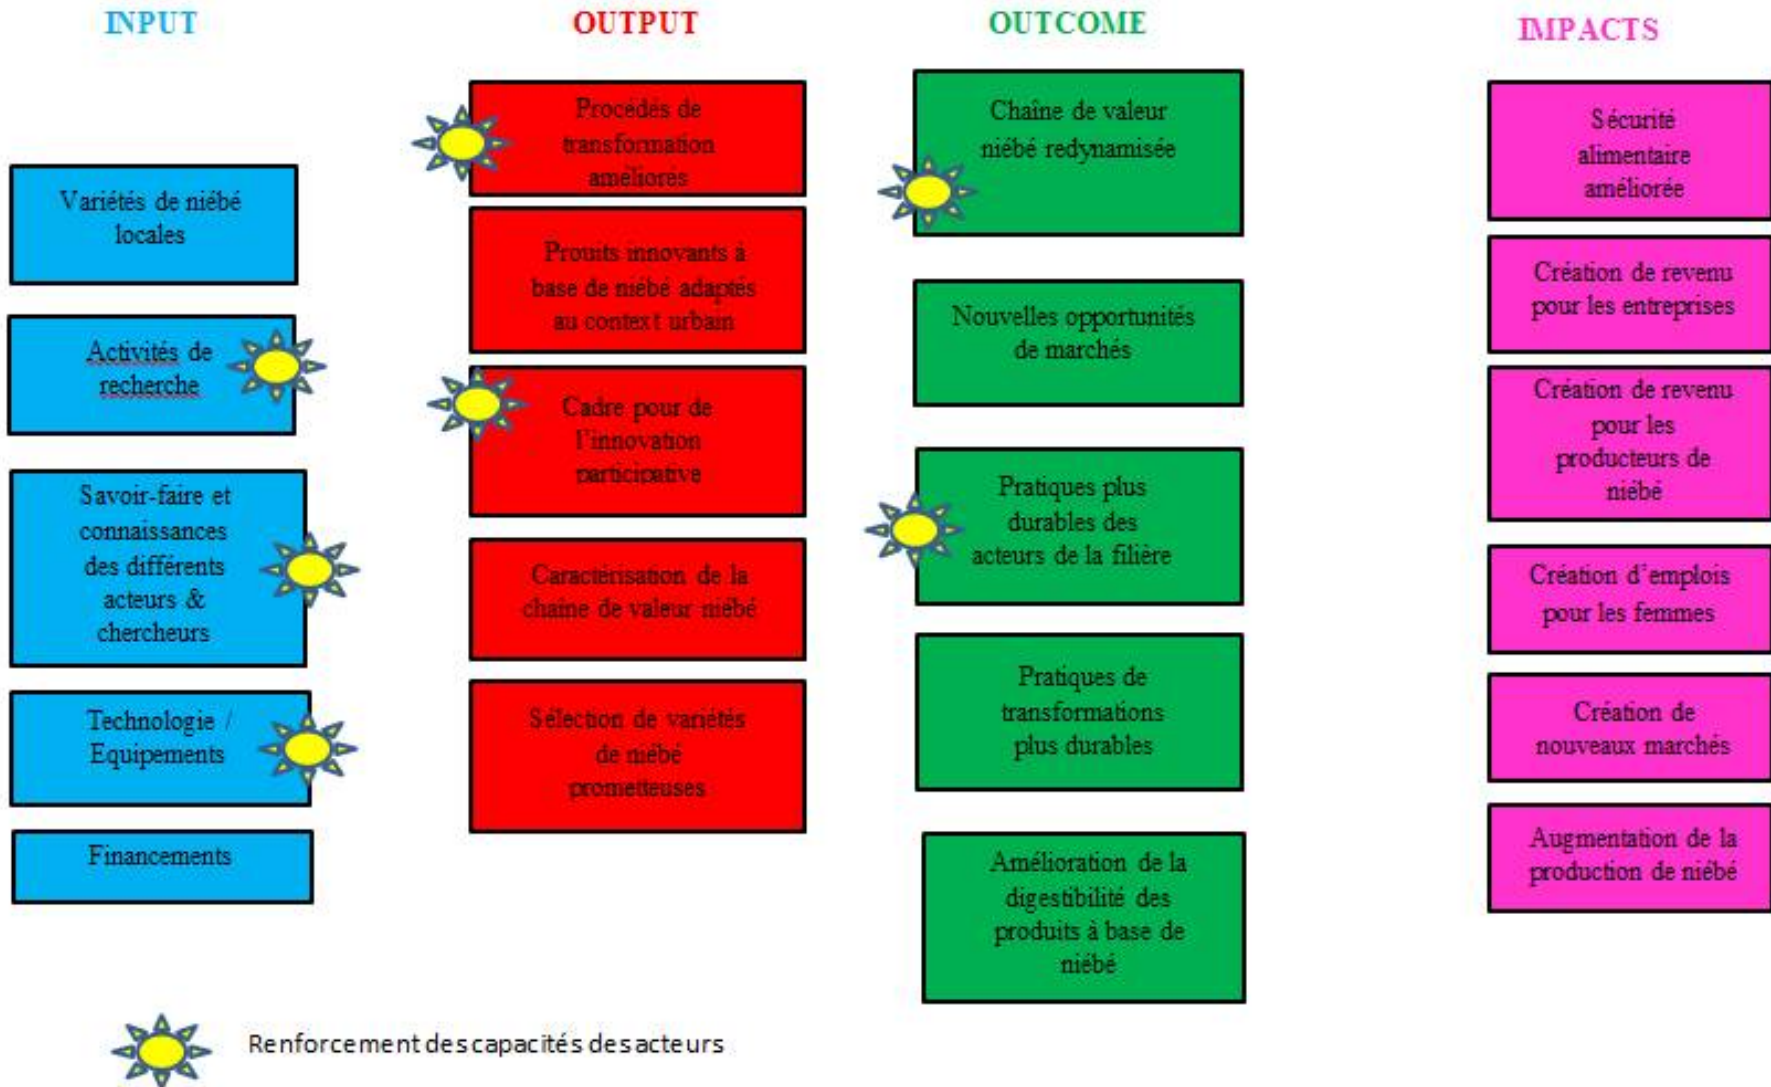 INPUT
OUTPUT
OUTCOME
IMPACTS
Variétés de niébé
locales
Activités de
recherche
Savoir-faire et
connaissances
des différents
acteurs &
chercheurs
Technologie /
Equipements
Financements
Procédés de
transformation
améliorés
Prouits innovants à
base de niébé adaptés
au context urbain
Cadre pour de
l’innovation
participative
Caractérisation de la
chaîne de valeur niébé
Sélection de variétés
de niébé
prometteuses
Chaîne de valeur
niébé redynamisée
Nouvelles opportunités
de marchés
Pratiques plus
durables des
acteurs de la filière
Pratiques de
transformations
plus durables
Amélioration de la
digestibilité des
produits à base de
niébé
Sécurité
alimentaire
améliorée
Création de revenu
pour les entreprises
Création de revenu
pour les
producteurs de
niébé
Création d’emplois
pour les femmes
Création de
nouveaux marchés
Augmentation de la
production de niébé
Renforcement des capacités des acteurs